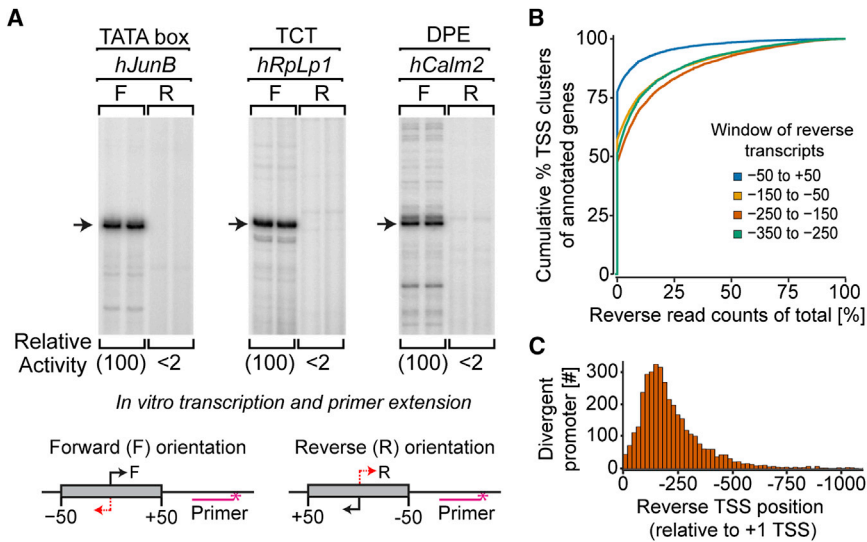 A
TATA box
TCT
DPE
hJunB
hRpLp1
hCalm2
F R
F R
F R
Relative
Activity
(100) <2
(100) <2
(100) <2
In vitro transcription and primer extension
Forward (F) orientation
F
−50 +50 Primer
Reverse (R) orientation
R
+50 -50 Primer
B
Cumulative % TSS clusters
of annotated genes
100
75
50
25
0
Window of reverse
transcripts
−50 to +50
−150 to −50
−250 to −150
−350 to −250
0 25 50 75 100
Reverse read counts of total [%]
C
Divergent
promoter [#]
300
200
100
0
0 -250 -500 -750 -1000
Reverse TSS position
(relative to +1 TSS)